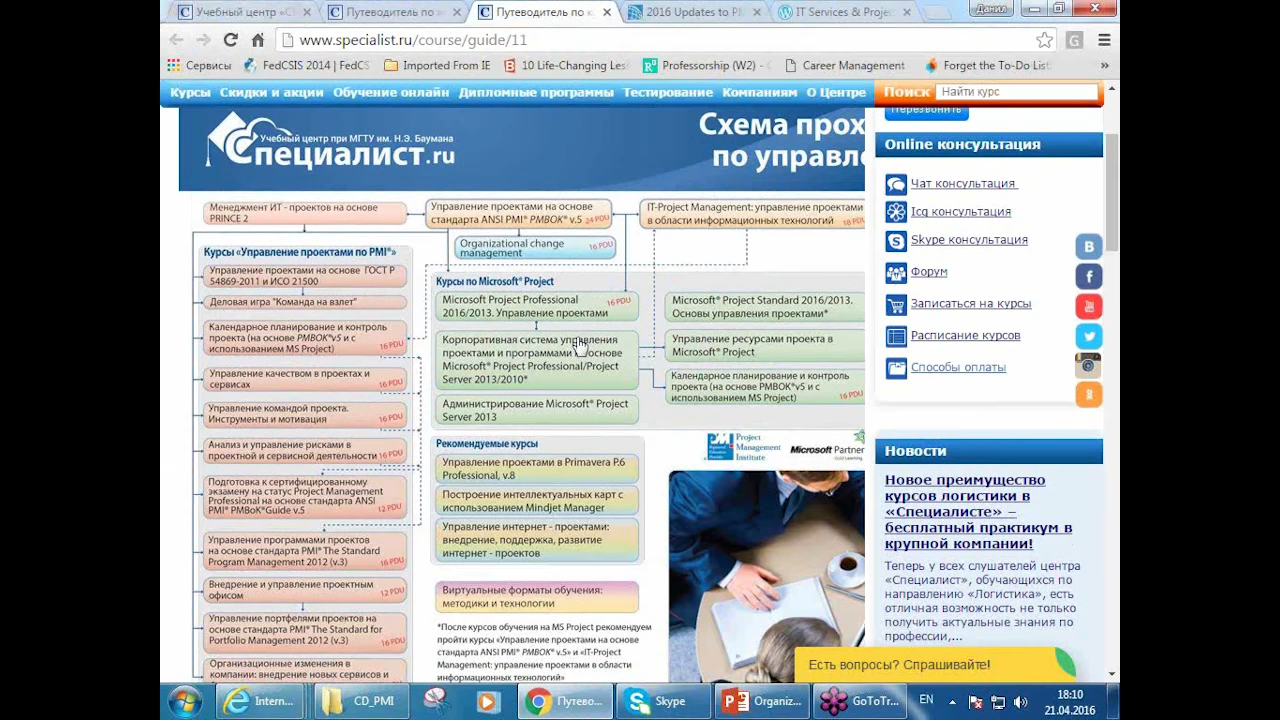 Учебный центр «С
Путеводитель по к
Путеводитель по к
2016 Updates to PM
IT Services & Projec
Данил
www.specialist.ru/course/guide/11
Сервисы
FedCSIS 2014 | FedCS
Imported From IE
10 Life-Changing Les
Professorship (W2) -
Career Management
Forget the To-Do List
»
Курсы Скидки и акции Обучение онлайн Дипломные программы Тестирование Компаниям О Центре
Поиск Найти курс
Перезвонить
Учебный центр при МГТУ им. Н.Э. Баумана
Специалист.ru
Схема прох
по управле
Менеджмент ИТ - проектов на основе
PRINCE 2
Управление проектами на основе
стандарта ANSI PMI® PMBOK® v.5 24 PDU
IT-Project Management: управление проектами
в области информационных технологий 18 PDU
Organizational change
management 16 PDU
Курсы «Управление проектами по PMI®»
Управление проектами на основе ГОСТ Р
54869-2011 и ИСО 21500
Деловая игра "Команда на взлет"
Календарное планирование и контроль
проекта (на основе PMBOK®v5 и с
использованием MS Project) 16 PDU
Управление качеством в проектах и
сервисах 16 PDU
Управление командой проекта.
Инструменты и мотивация 16 PDU
Анализ и управление рисками в
проектной и сервисной деятельности 16 PDU
Подготовка к сертифицированному
экзамену на статус Project Management
Professional на основе стандарта ANSI
PMI® PMBoK®Guide v.5 12 PDU
Управление программами проектов
на основе стандарта PMI® The Standard
Program Management 2012 (v.3) 16 PDU
Внедрение и управление проектным
офисом 12 PDU
Управление портфелями проектов на
основе стандарта PMI® The Standard for
Portfolio Management 2012 (v.3) 16 PDU
Организационные изменения в
компании: внедрение новых сервисов и
Курсы по Microsoft® Project
Microsoft Project Professional 16 PDU
2016/2013. Управление проектами
Корпоративная система управления
проектами и программами на основе
Microsoft® Project Professional/Project
Server 2013/2010*
Администрирование Microsoft® Project
Server 2013
Microsoft® Project Standard 2016/2013.
Основы управления проектами*
Управление ресурсами проекта в
Microsoft® Project
Календарное планирование и контроль
проекта (на основе PMBOK®v5 и с
использованием MS Project) 16 PDU
Рекомендуемые курсы
Управление проектами в Primavera P.6
Professional, v.8
Построение интеллектуальных карт с
использованием Mindjet Manager
Управление интернет - проектами:
внедрение, поддержка, развитие
интернет - проектов
Виртуальные форматы обучения:
методики и технологии
*После курсов обучения на MS Project рекомендуем
пройти курсы «Управление проектами на основе
стандарта ANSI PMI® PMBOK® v.5» и «IT-Project
Management: управление проектами в области
информационных технологий»
Project
Management
Institute
Microsoft Partner
Online консультация
Чат консультация
Icq консультация
Skype консультация
Форум
Записаться на курсы
Расписание курсов
Способы оплаты
Новости
Новое преимущество
курсов логистики в
«Специалисте» –
бесплатный практикум в
крупной компании!
Теперь у всех слушателей центра
«Специалист», обучающихся по
направлению «Логистика», есть
отличная возможность не только
получить актуальные знания по
профессии,...
Есть вопросы? Спрашивайте!
Intern...
CD_PMI
Путево...
Skype
Organiz...
GoToTr...
EN
18:10
21.04.2016